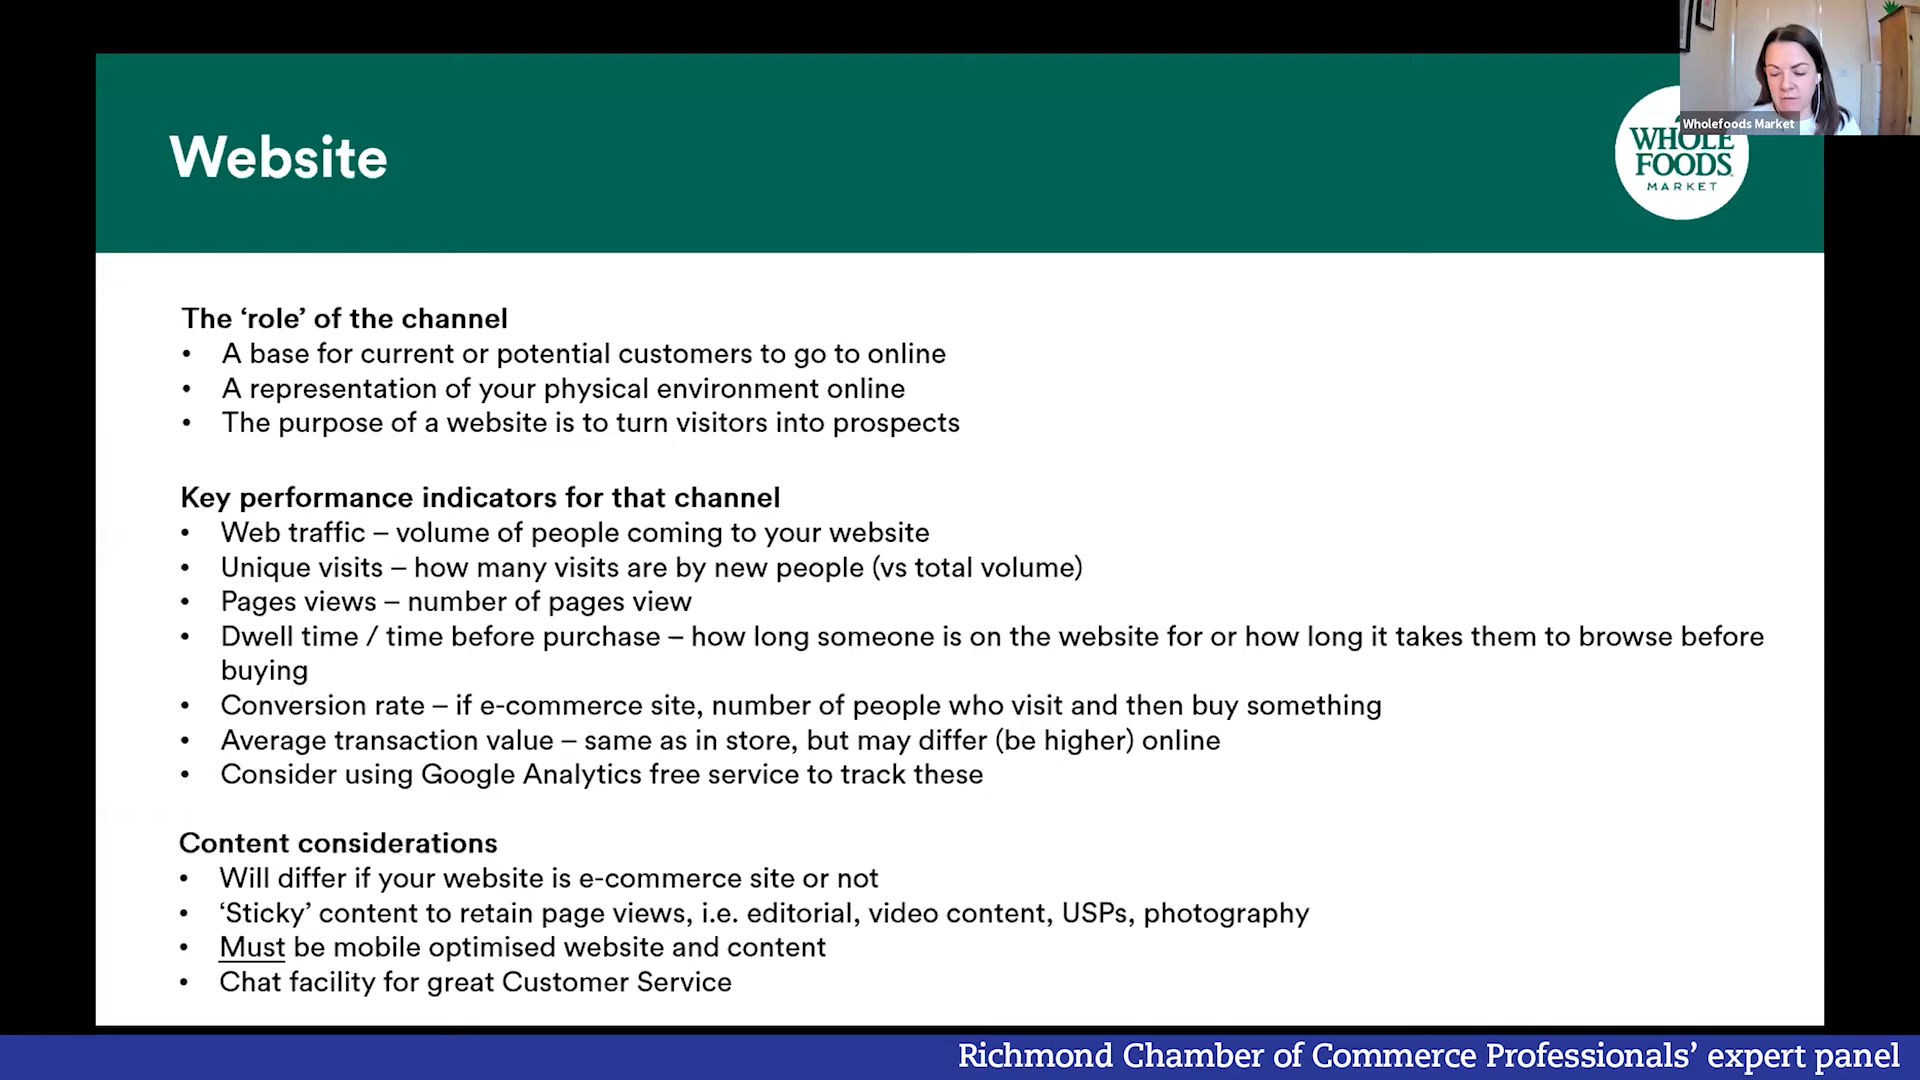 Website
Wholefoods Market
WHOLE
FOODS
MARKET
The ‘role’ of the channel
• A base for current or potential customers to go to online
• A representation of your physical environment online
• The purpose of a website is to turn visitors into prospects
Key performance indicators for that channel
• Web traffic – volume of people coming to your website
• Unique visits – how many visits are by new people (vs total volume)
• Pages views – number of pages view
• Dwell time / time before purchase – how long someone is on the website for or how long it takes them to browse before
buying
• Conversion rate – if e-commerce site, number of people who visit and then buy something
• Average transaction value – same as in store, but may differ (be higher) online
• Consider using Google Analytics free service to track these
Content considerations
• Will differ if your website is e-commerce site or not
• ‘Sticky’ content to retain page views, i.e. editorial, video content, USPs, photography
• Must be mobile optimised website and content
• Chat facility for great Customer Service
Richmond Chamber of Commerce Professionals’ expert panel